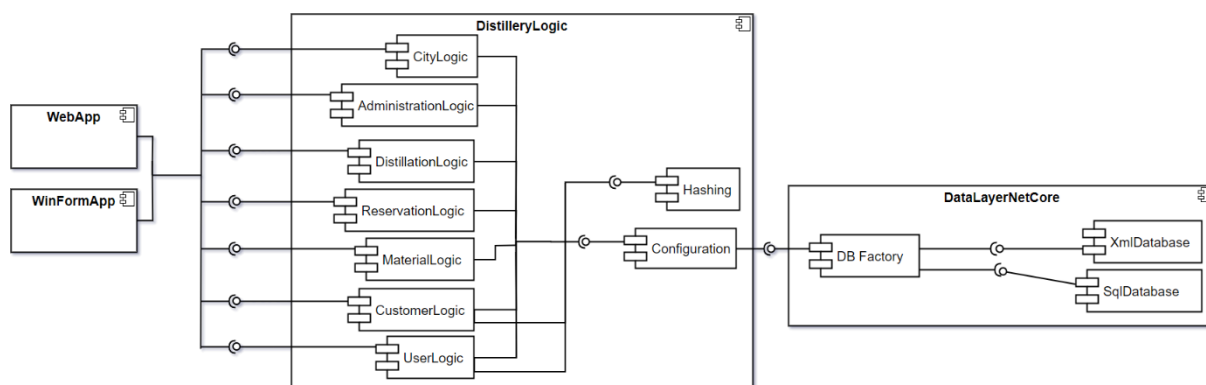 DistilleryLogic
CityLogic
AdministrationLogic
WebApp
DistillationLogic
Hashing
WinFormApp
DataLayerNetCore
ReservationLogic
XmlDatabase
MaterialLogic
Configuration
DB Factory
SqlDatabase
CustomerLogic
UserLogic